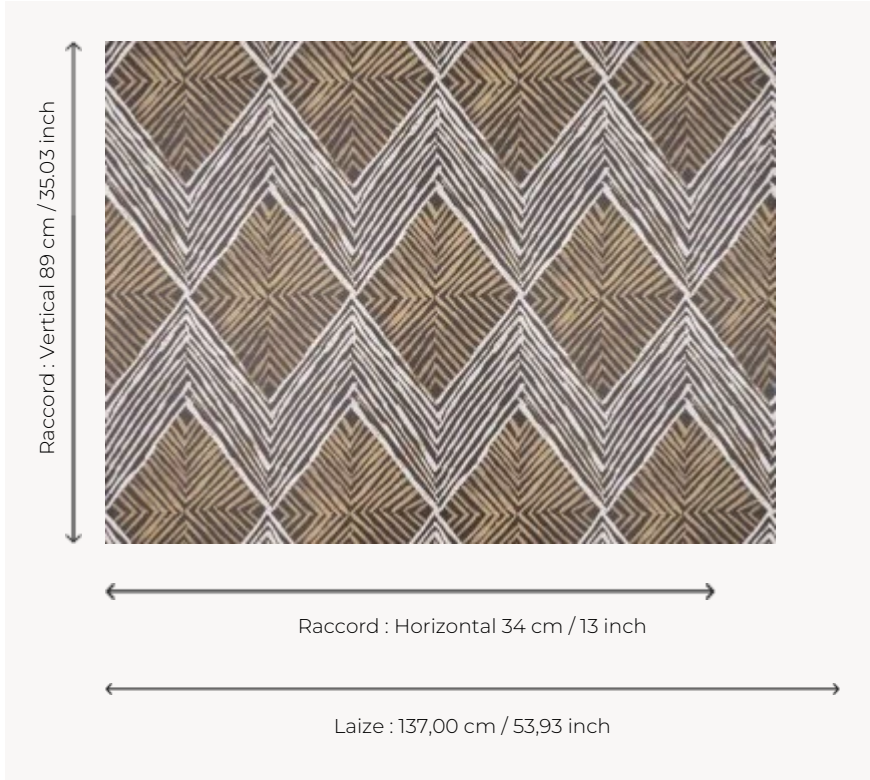 Raccord : Vertical 89 cm / 35.03 inch
Raccord : Horizontal 34 cm / 13 inch
Laize : 137,00 cm / 53,93 inch